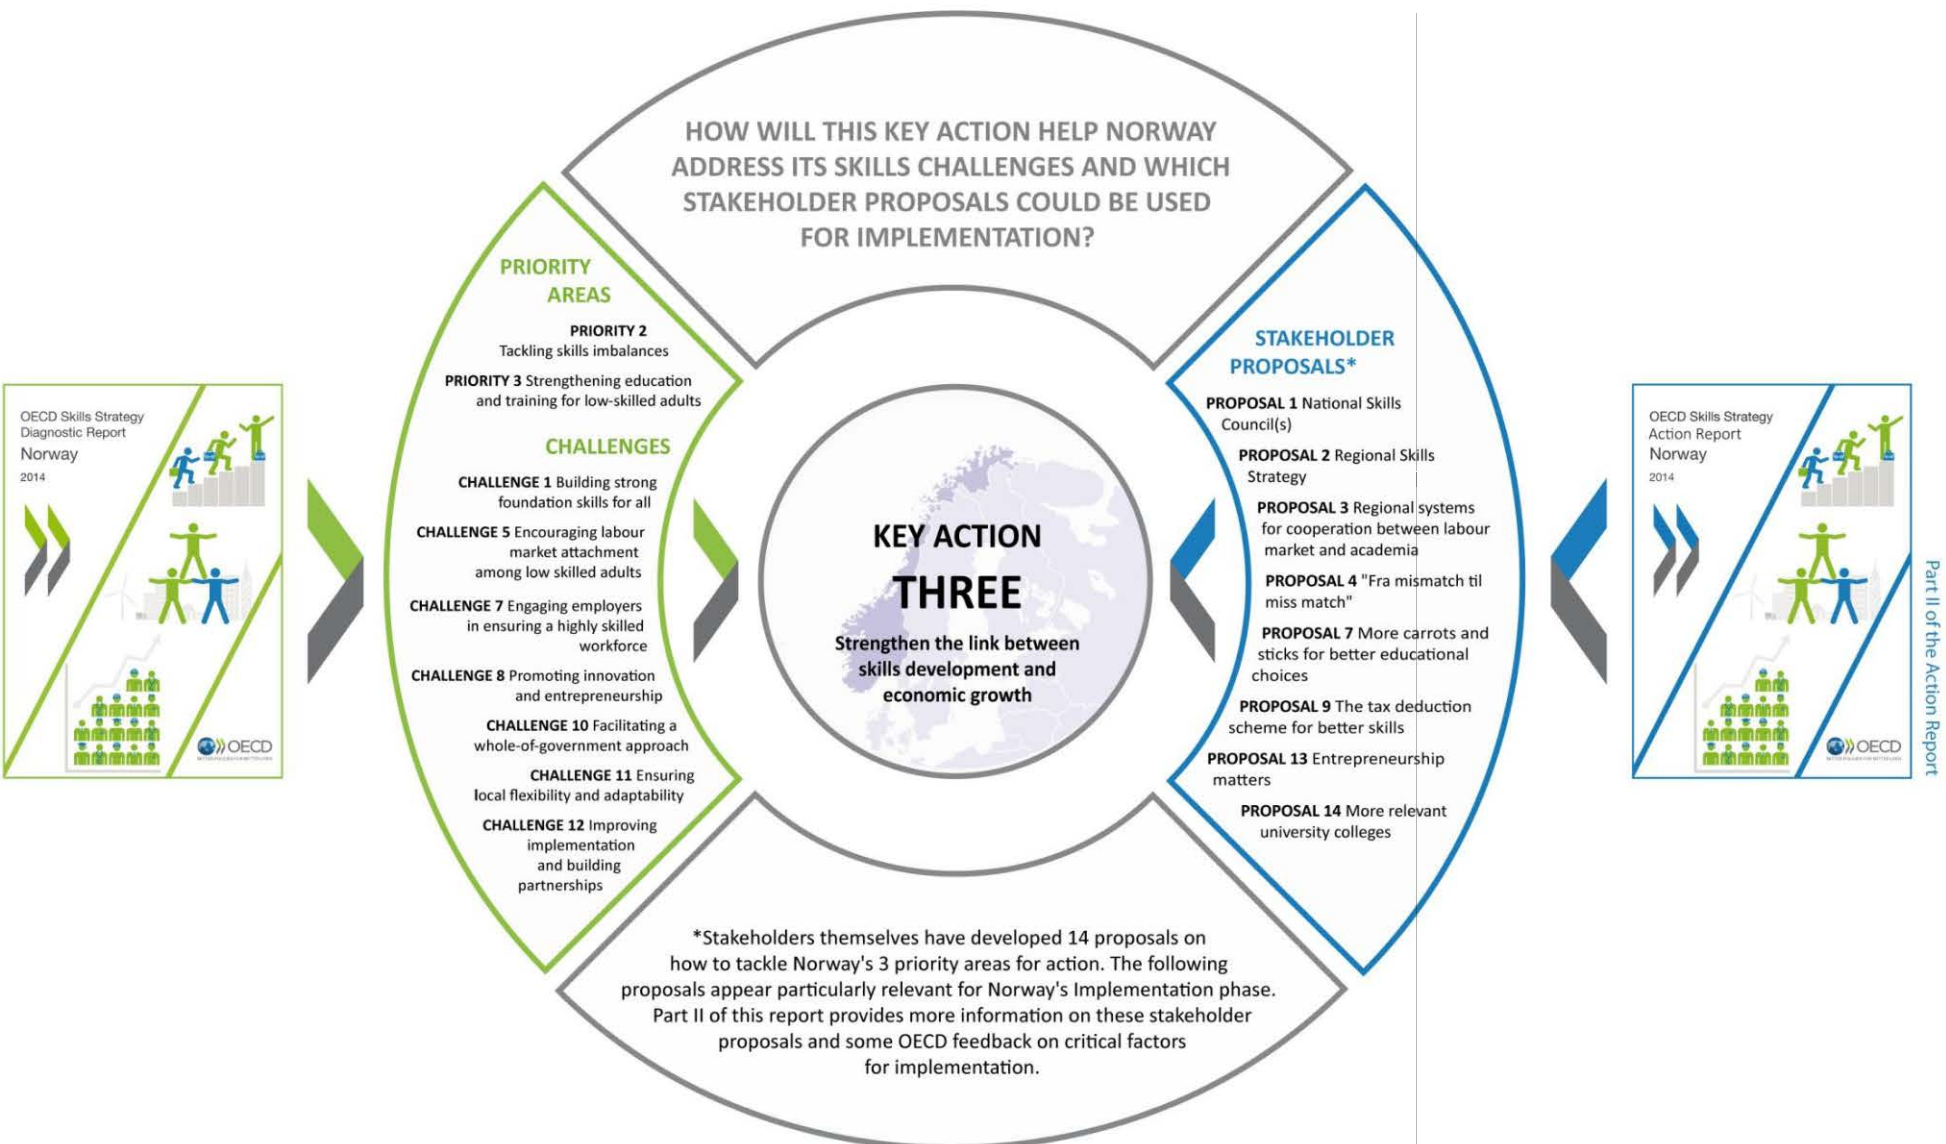 HOW WILL THIS KEY ACTION HELP NORWAY
ADDRESS ITS SKILLS CHALLENGES AND WHICH
STAKEHOLDER PROPOSALS COULD BE USED
FOR IMPLEMENTATION?
OECD Skills Strategy
Diagnostic Report
Norway
2014
OECD
PRIORITY
AREAS
PRIORITY 2
Tackling skills imbalances
PRIORITY 3 Strengthening education
and training for low-skilled adults
CHALLENGES
CHALLENGE 1 Building strong
foundation skills for all
CHALLENGE 5 Encouraging labour
market attachment
among low skilled adults
CHALLENGE 7 Engaging employers
in ensuring a highly skilled
workforce
CHALLENGE 8 Promoting innovation
and entrepreneurship
CHALLENGE 10 Facilitating a
whole-of-government approach
CHALLENGE 11 Ensuring
local flexibility and adaptability
CHALLENGE 12 Improving
implementation
and building
partnerships
KEY ACTION
THREE
Strengthen the link between
skills development and
economic growth
STAKEHOLDER
PROPOSALS*
PROPOSAL 1 National Skills
Council(s)
PROPOSAL 2 Regional Skills
Strategy
PROPOSAL 3 Regional systems
for cooperation between labour
market and academia
PROPOSAL 4 "Fra mismatch til
miss match"
PROPOSAL 7 More carrots and
sticks for better educational
choices
PROPOSAL 9 The tax deduction
scheme for better skills
PROPOSAL 13 Entrepreneurship
matters
PROPOSAL 14 More relevant
university colleges
OECD Skills Strategy
Action Report
Norway
2014
OECD
Part II of the Action Report
*Stakeholders themselves have developed 14 proposals on
how to tackle Norway's 3 priority areas for action. The following
proposals appear particularly relevant for Norway's Implementation phase.
Part II of this report provides more information on these stakeholder
proposals and some OECD feedback on critical factors
for implementation.